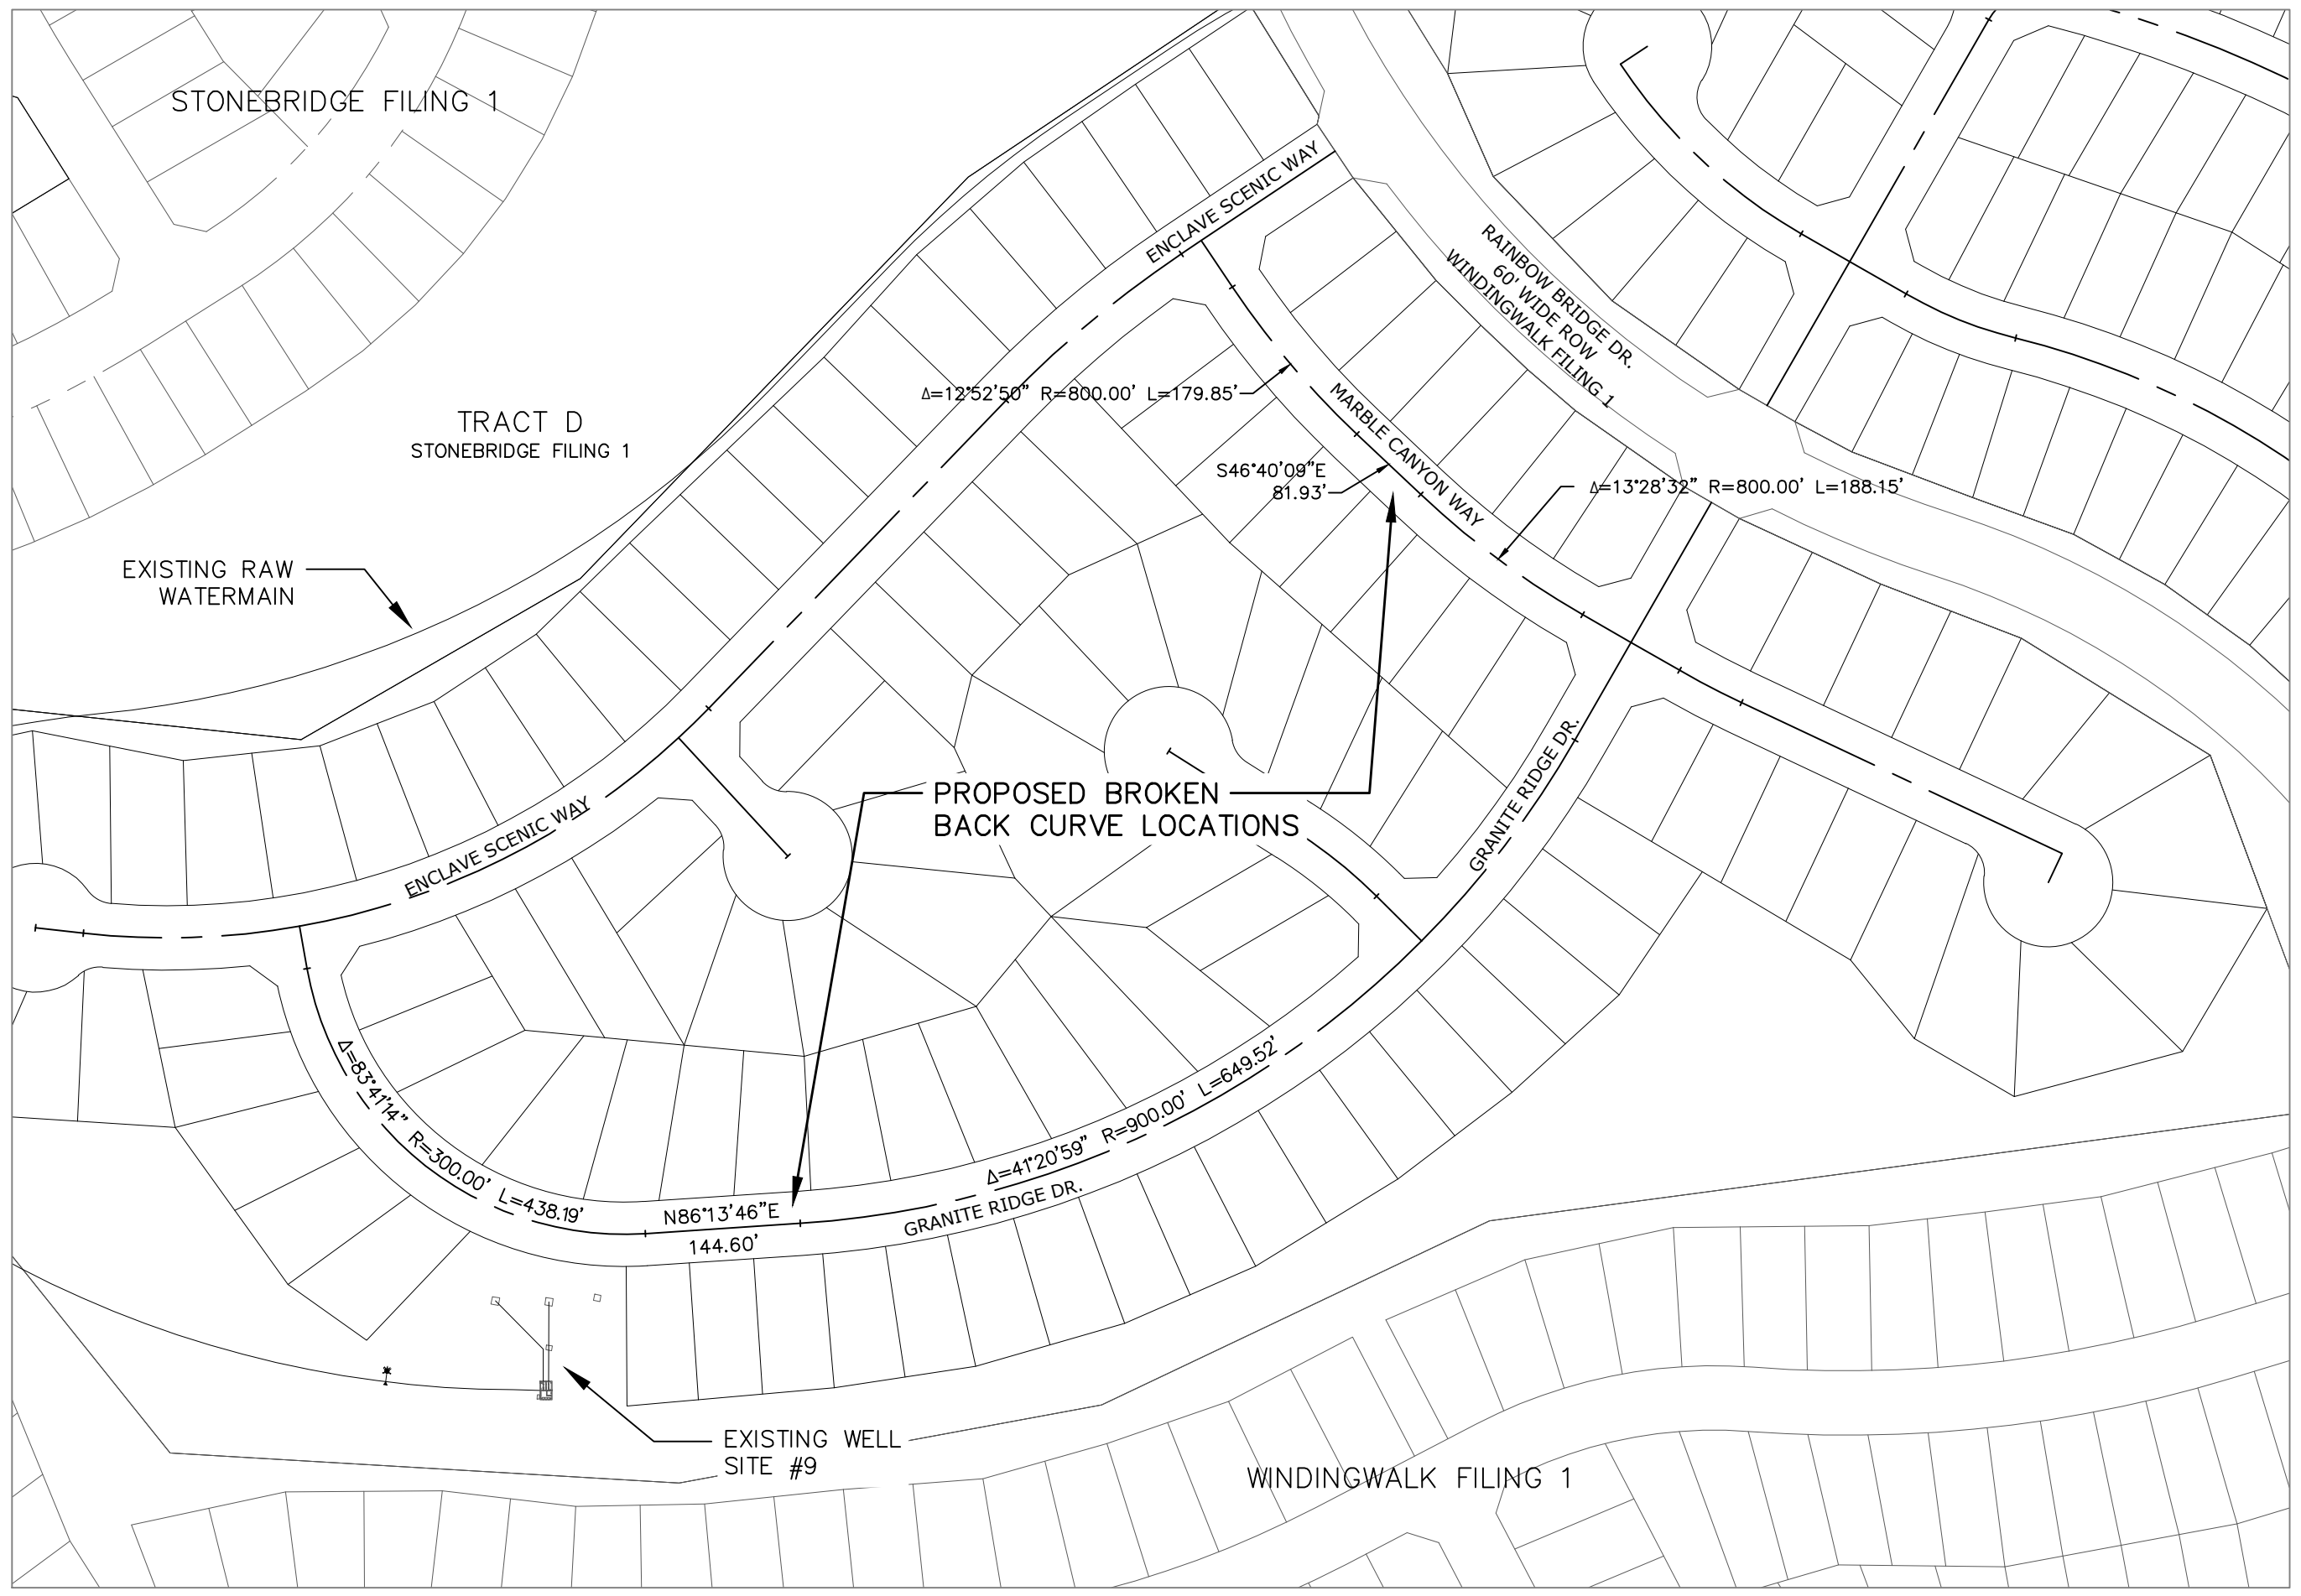 STONEBRIDGE FILING 1
ENCLAVE SCENIC WAY
RAINBOW BRIDGE DR.
60' WIDE ROW
WINDINGWALK FILING 1
Δ=12°52'50" R=800.00' L=179.85'
MARBLE CANYON WAY
TRACT D
STONEBRIDGE FILING 1
S46°40'09"E
81.93'
Δ=13°28'32" R=800.00' L=188.15'
EXISTING RAW
WATERMAIN
GRANITE RIDGE DR.
PROPOSED BROKEN
BACK CURVE LOCATIONS
ENCLAVE SCENIC WAY
Δ=83°41'14" R=300.00' L=438.19'
N86°13'46"E
144.60'
Δ=41°20'59" R=900.00' L=649.52'
GRANITE RIDGE DR.
EXISTING WELL
SITE #9
WINDINGWALK FILING 1